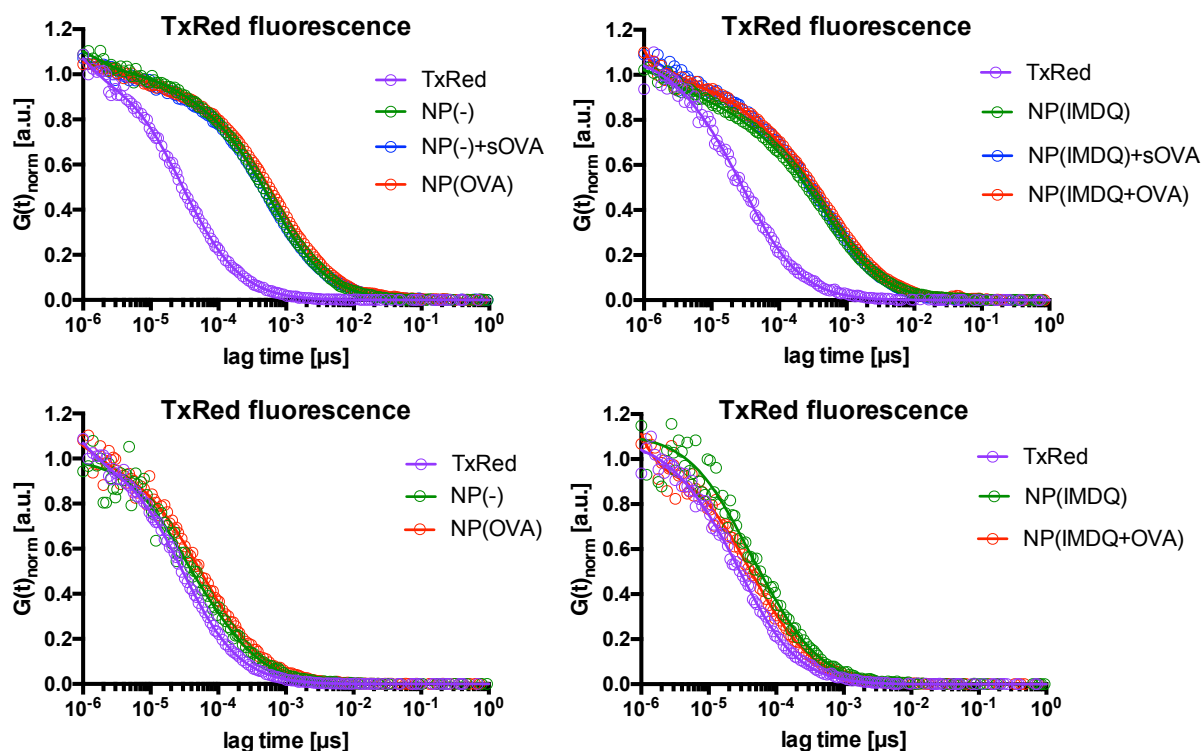 TxRed fluorescence
G(t)norm [a.u.]
1.2
1.0
0.8
0.6
0.4
0.2
0.0
TxRed
NP(-)
NP(-)+sOVA
NP(OVA)
10-6 10-5 10-4 10-3 10-2 10-1 100
lag time [µs]
TxRed fluorescence
G(t)norm [a.u.]
1.2
1.0
0.8
0.6
0.4
0.2
0.0
TxRed
NP(IMDQ)
NP(IMDQ)+sOVA
NP(IMDQ+OVA)
10-6 10-5 10-4 10-3 10-2 10-1 100
lag time [µs]
TxRed fluorescence
G(t)norm [a.u.]
1.2
1.0
0.8
0.6
0.4
0.2
0.0
TxRed
NP(-)
NP(OVA)
10-6 10-5 10-4 10-3 10-2 10-1 100
lag time [µs]
TxRed fluorescence
G(t)norm [a.u.]
1.2
1.0
0.8
0.6
0.4
0.2
0.0
TxRed
NP(IMDQ)
NP(IMDQ+OVA)
10-6 10-5 10-4 10-3 10-2 10-1 100
lag time [µs]